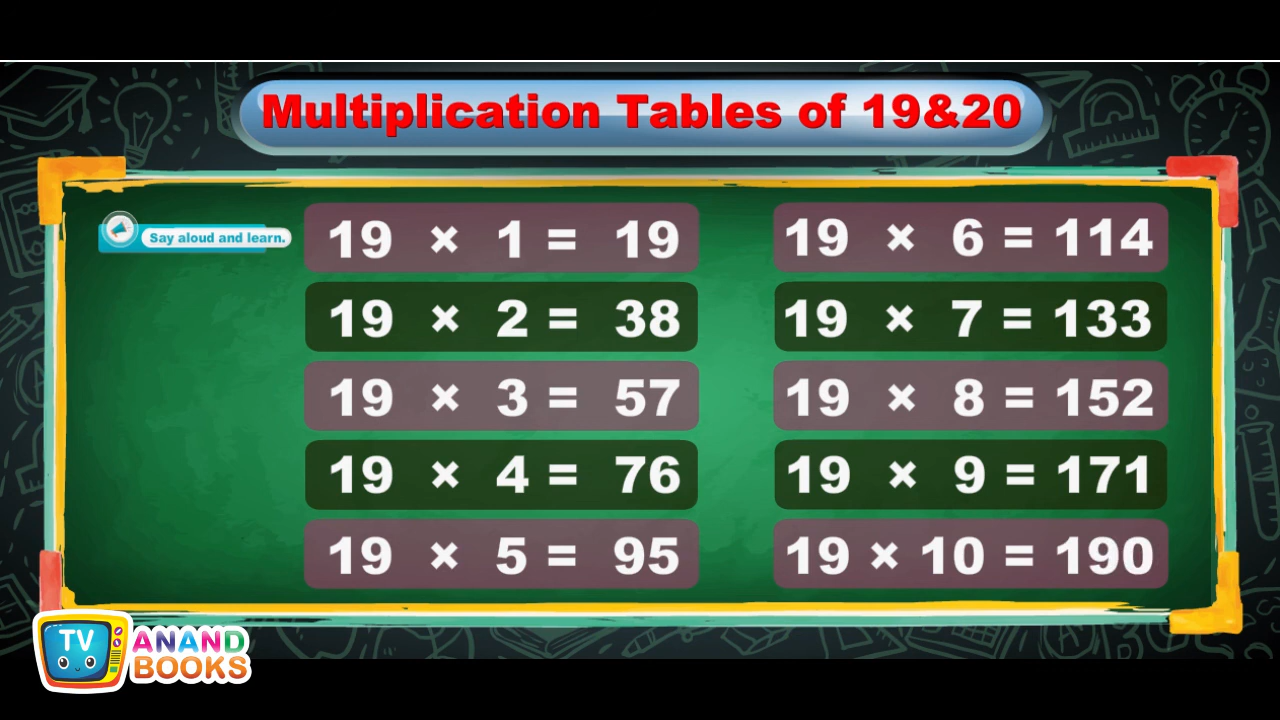 Multiplication Tables of 19&20
Say aloud and learn.
19 × 1 = 19
19 × 2 = 38
19 × 3 = 57
19 × 4 = 76
19 × 5 = 95
19 × 6 = 114
19 × 7 = 133
19 × 8 = 152
19 × 9 = 171
19 × 10 = 190
TV
ANAND
BOOKS